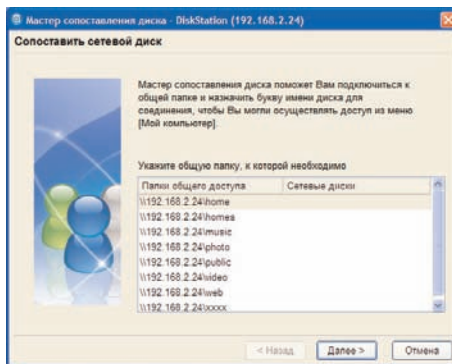 Мастер сопоставления диска - DiskStation (192.168.2.24)
Сопоставить сетевой диск
Мастер сопоставления диска поможет Вам подключиться к
общей папке и назначить букву имени диска для
соединения, чтобы Вы могли осуществлять доступ из меню
[Мой компьютер].
Укажите общую папку, к которой необходимо
Папки общего доступа Сетевые диски
\\192.168.2.24\home
\\192.168.2.24\homes
\\192.168.2.24\music
\\192.168.2.24\photo
\\192.168.2.24\public
\\192.168.2.24\video
\\192.168.2.24\web
\\192.168.2.24\xxxx
< Назад Далее > Отмена